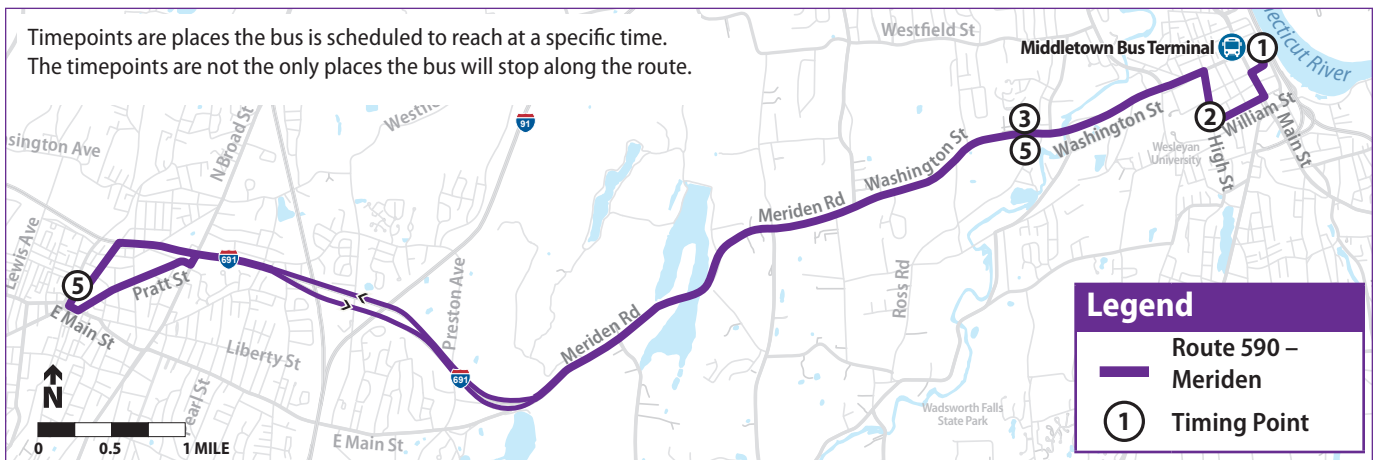 Timepoints are places the bus is scheduled to reach at a specific time.
The timepoints are not the only places the bus will stop along the route.
Westfield St
Middletown Bus Terminal
1
necticut River
91
Westfi
N Broad St
sington Ave
3
5
Washington St
2
William St
Main St
Wesleyan
University
High St
Washington St
Meriden Rd
Lewis Ave
691
5
Pratt St
E Main St
Preston Ave
Ross Rd
Liberty St
Meriden Rd
691
N
earl St
E Main St
Wadsworth Falls
State Park
0 0.5 1 MILE
Legend
Route 590 –
Meriden
1 Timing Point